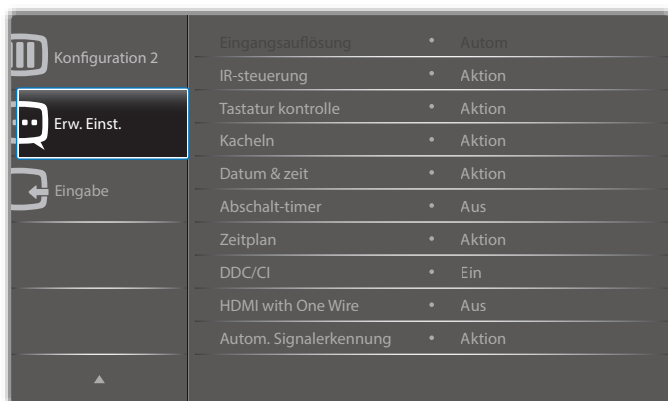 Konfiguration 2
Erw. Einst.
Eingabe
Eingangsauflösung • Autom
IR-steuerung • Aktion
Tastatur kontrolle • Aktion
Kacheln • Aktion
Datum & zeit • Aktion
Abschalt-timer • Aus
Zeitplan • Aktion
DDC/CI • Ein
HDMI with One Wire • Aus
Autom. Signalerkennung • Aktion